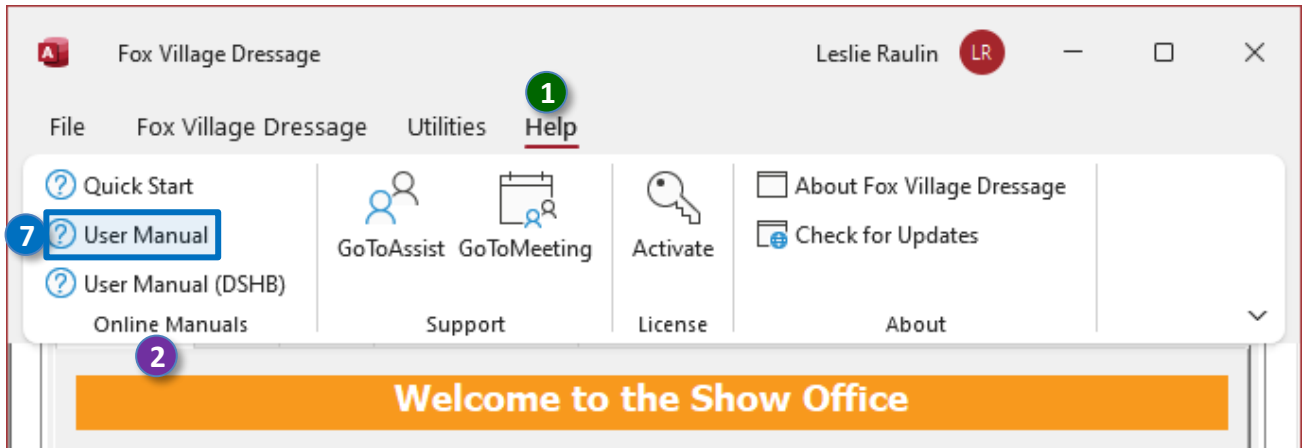 A Fox Village Dressage Leslie Raulin LR
1
File Fox Village Dressage Utilities Help
Quick Start
7 User Manual
User Manual (DSHB)
Online Manuals
2
GoToAssist GoToMeeting
Support
Activate
License
About Fox Village Dressage
Check for Updates
About
Welcome to the Show Office